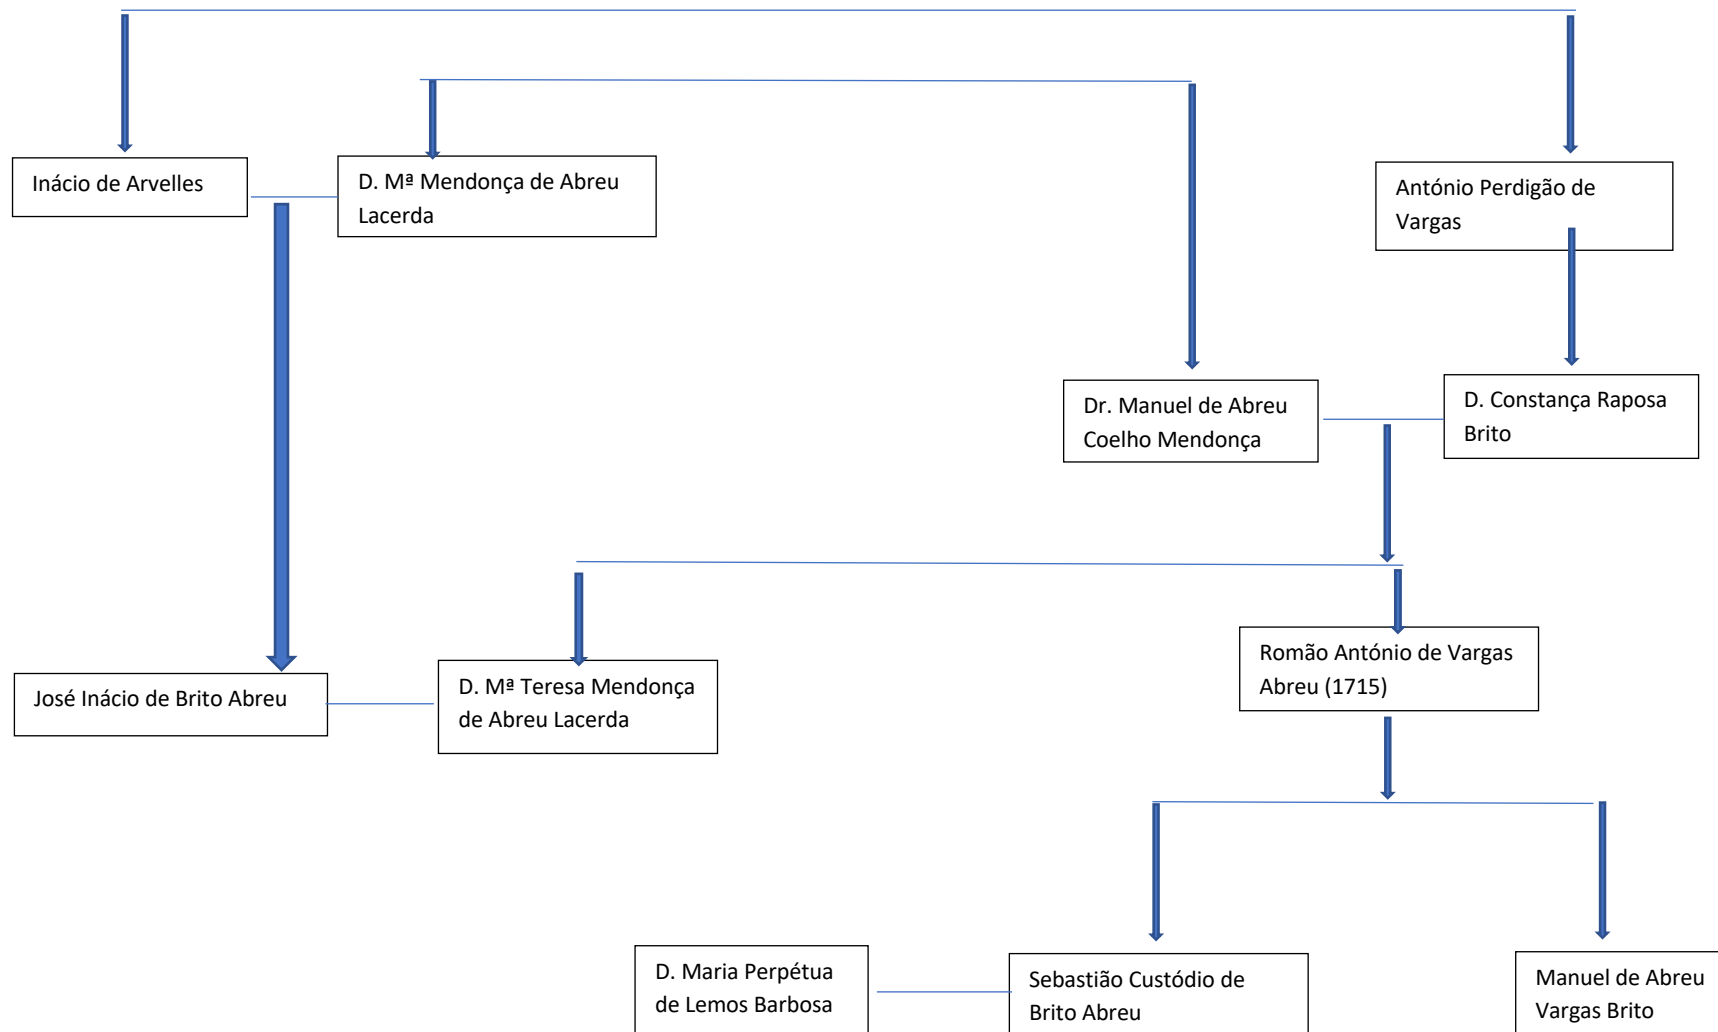 Inácio de Arvelles
D. Mª Mendonça de Abreu
Lacerda
António Perdigão de
Vargas
Dr. Manuel de Abreu
Coelho Mendonça
D. Constança Raposa
Brito
Romão António de Vargas
Abreu (1715)
José Inácio de Brito Abreu
D. Mª Teresa Mendonça
de Abreu Lacerda
D. Maria Perpétua
de Lemos Barbosa
Sebastião Custódio de
Brito Abreu
Manuel de Abreu
Vargas Brito